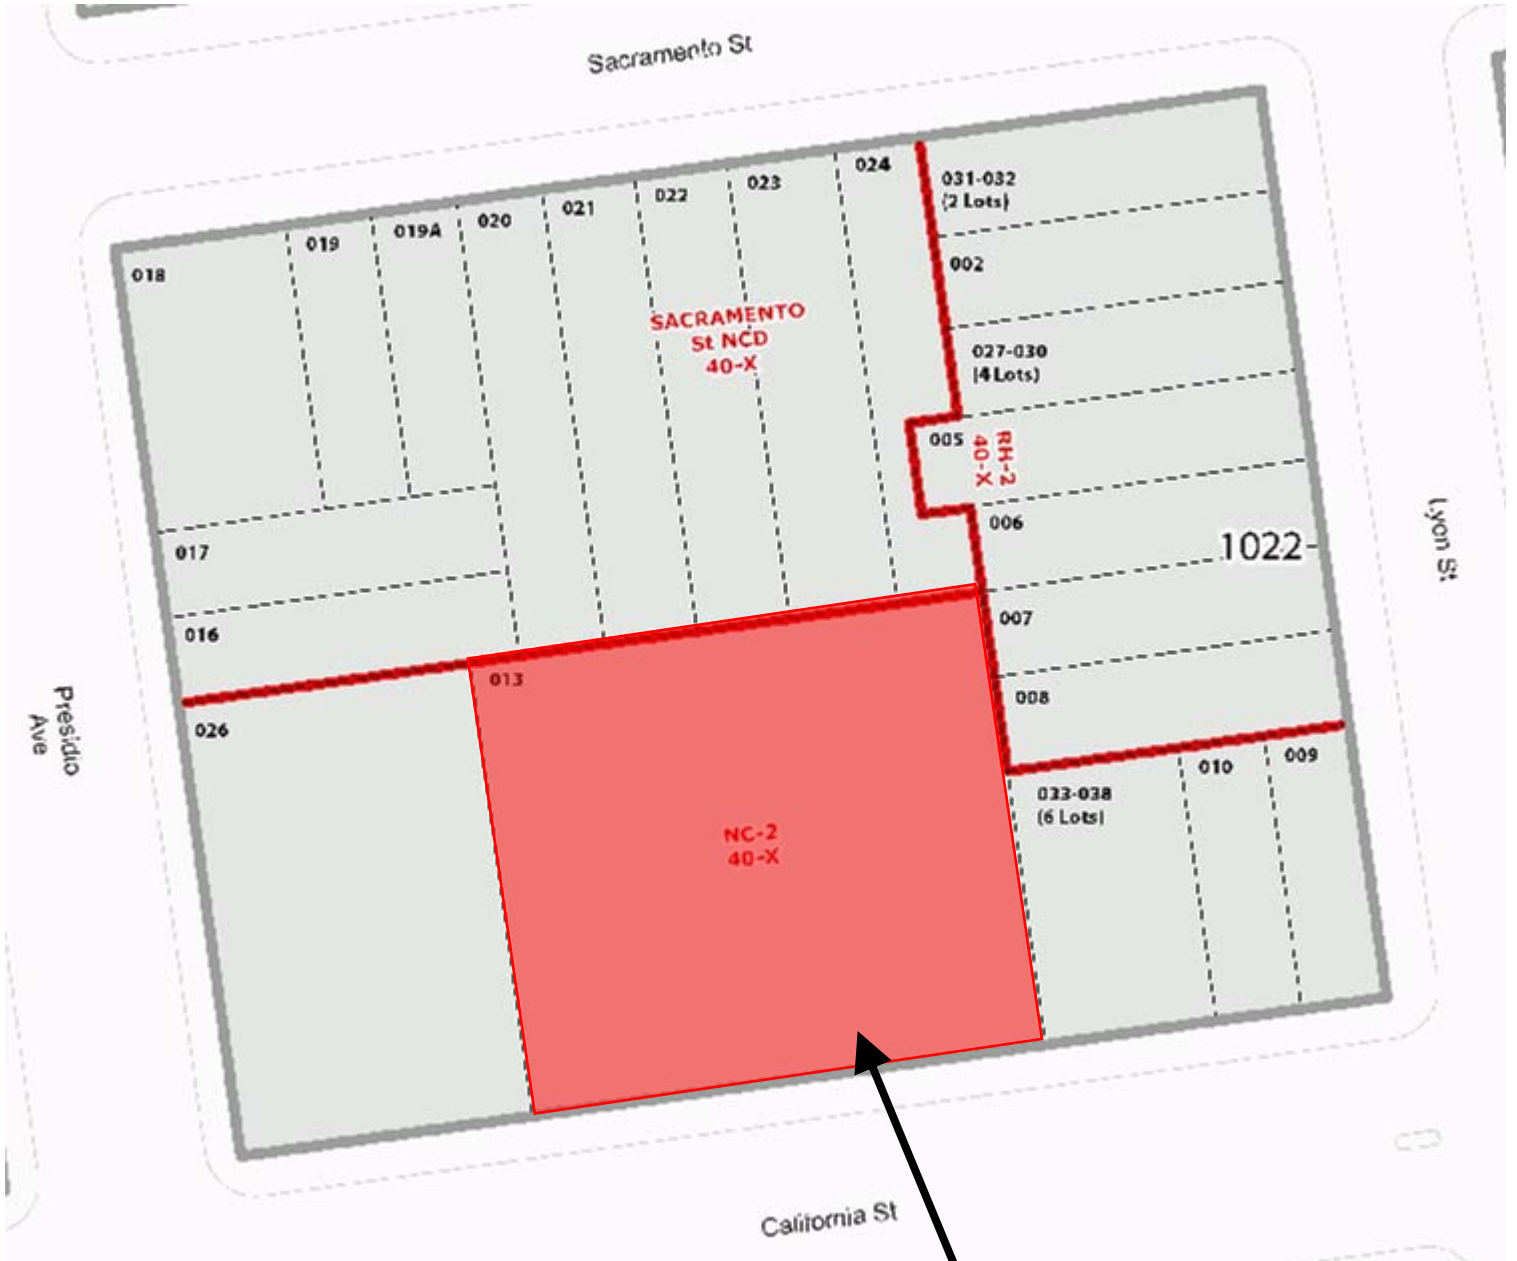 Sacramento St
018
019
019A
020
021
022
023
024
031-032
(2 Lots)
002
SACRAMENTO
St NCD
40-X
027-030
(4 Lots)
005
RH-2
40-X
006
1022
Lyon St
017
016
007
013
008
026
Presidio
Ave
033-038
(6 Lots)
010
009
NC-2
40-X
California St